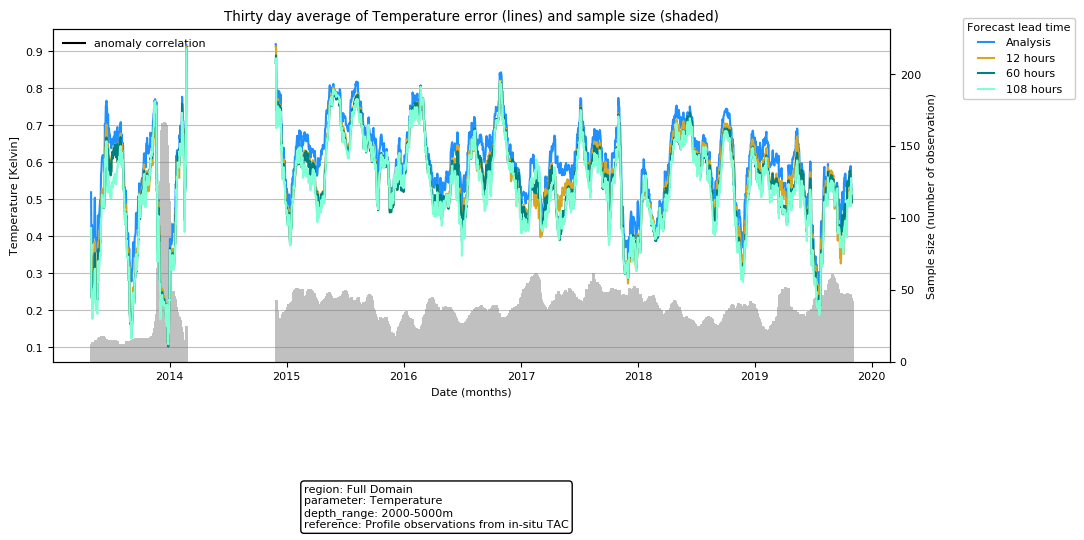 Thirty day average of Temperature error (lines) and sample size (shaded)
anomaly correlation
Forecast lead time
Analysis
12 hours
60 hours
108 hours
Temperature [Kelvin]
0.9
0.8
0.7
0.6
0.5
0.4
0.3
0.2
0.1
200
150
100
50
0
Sample size (number of observation)
2014 2015 2016 2017 2018 2019 2020
Date (months)
region: Full Domain
parameter: Temperature
depth_range: 2000-5000m
reference: Profile observations from in-situ TAC